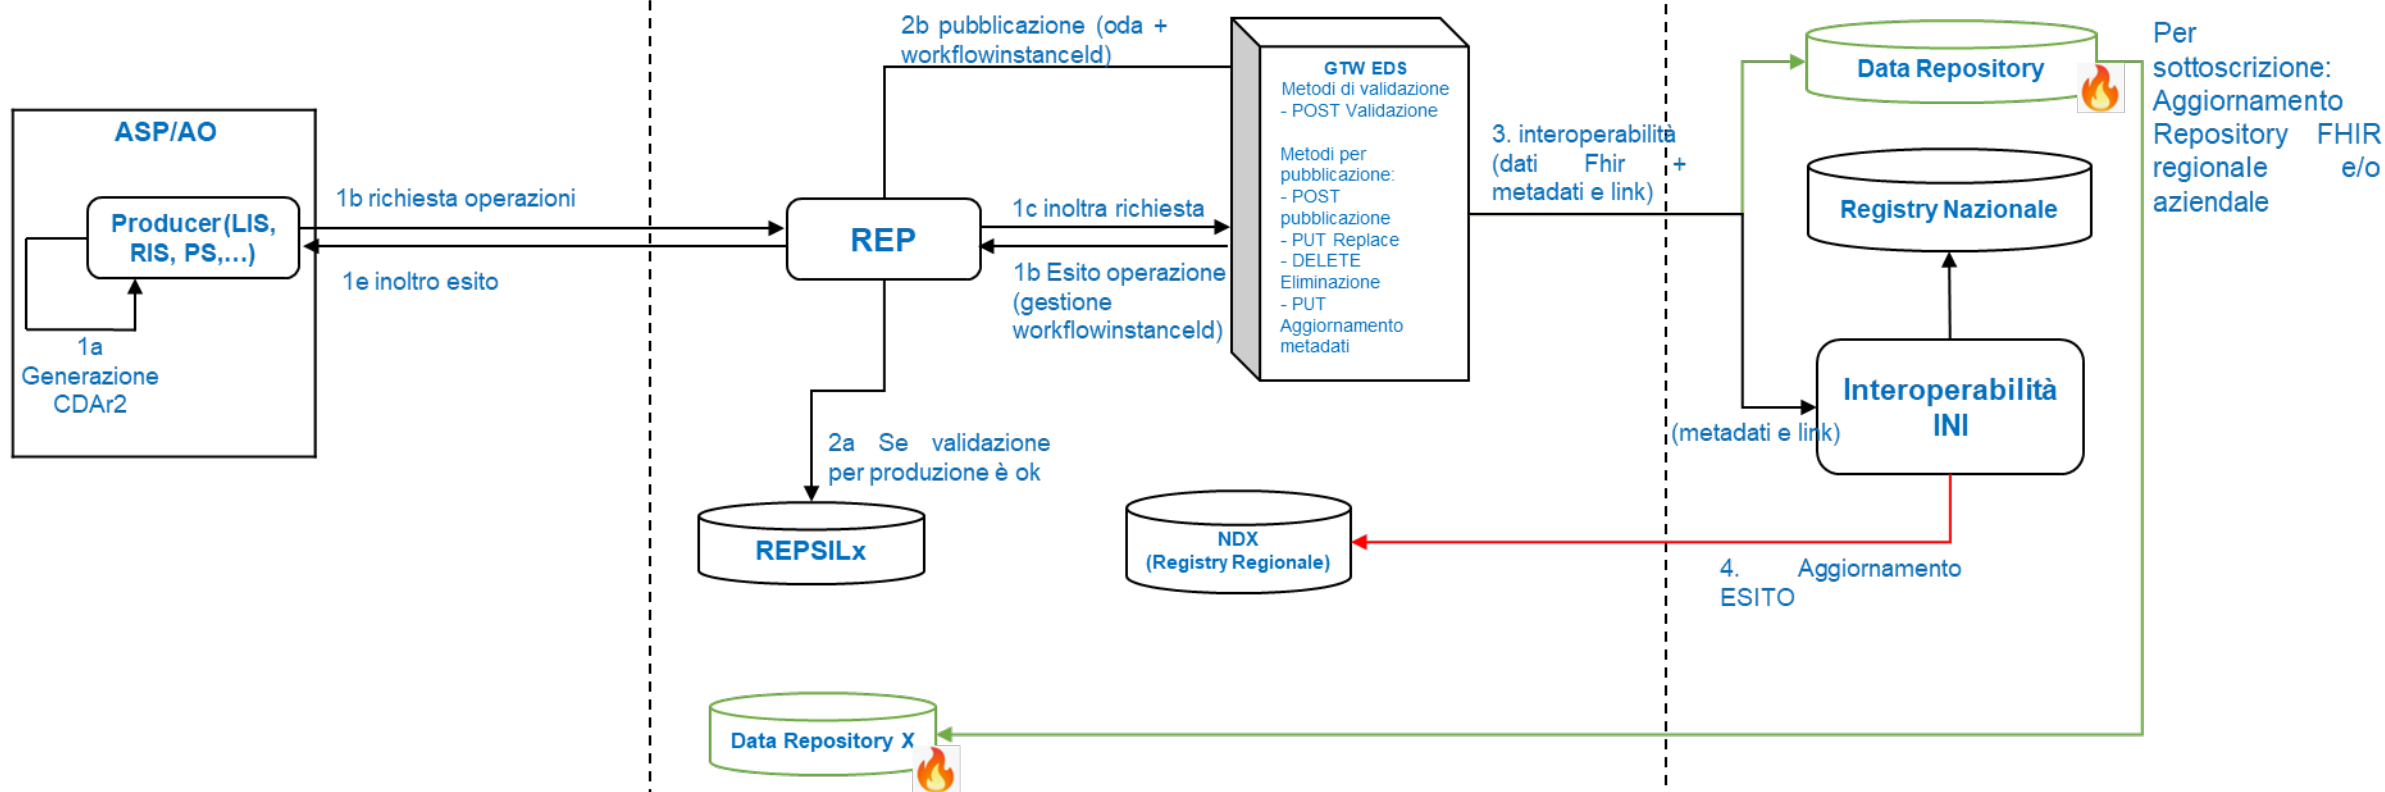 ASP/AO
Producer(LIS,
RIS, PS,...)
1a
Generazione
CDAr2
1b richiesta operazioni
1e inoltro esito
2b pubblicazione (oda +
workflowinstanceId)
REP
1c inoltra richiesta
1b Esito operazione
(gestione
workflowinstanceId)
2a Se validazione
per produzione è ok
REPSILx
GTW EDS
Metodi di validazione
- POST Validazione
Metodi per
pubblicazione:
- POST
pubblicazione
- PUT Replace
- DELETE
Eliminazione
- PUT
Aggiornamento
metadati
3. interoperabilità
(dati Fhir +
metadati e link)
NDX
(Registry Regionale)
Data Repository X
Data Repository
Registry Nazionale
Interoperabilità
INI
(metadati e link)
4. Aggiornamento
ESITO
Per
sottoscrizione:
Aggiornamento
Repository FHIR
regionale e/o
aziendale